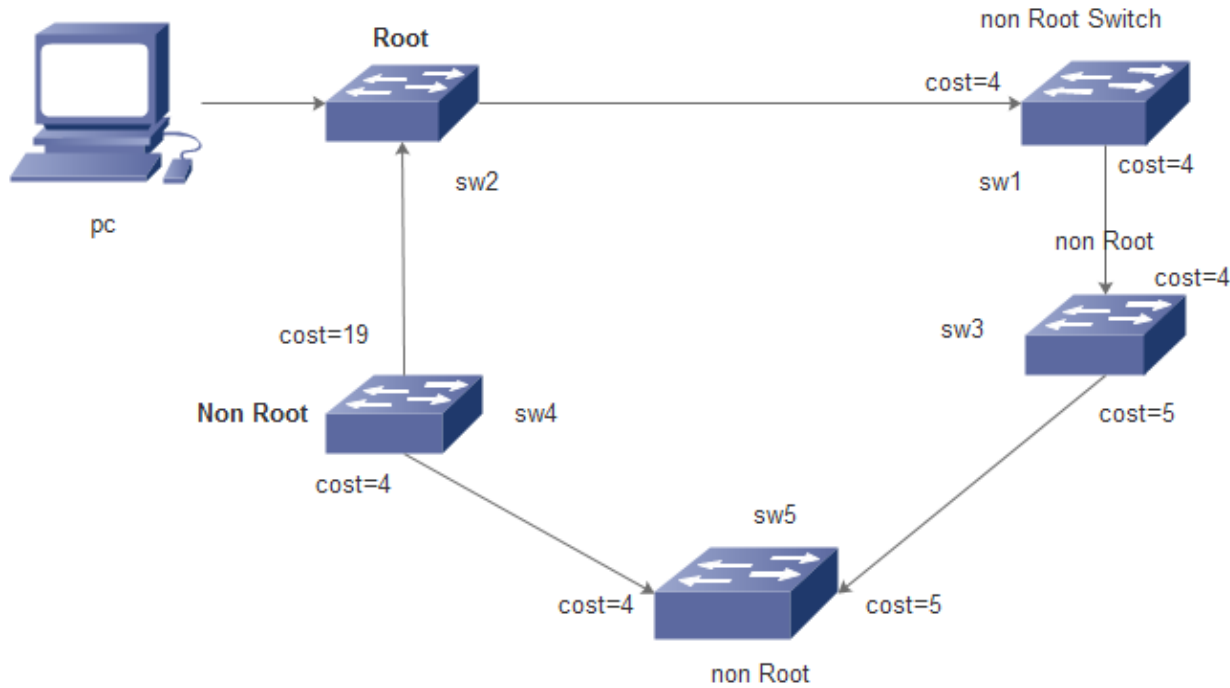 non Root Switch
Root
cost=4
sw2
sw1
cost=4
pc
non Root
cost=4
cost=19
sw3
Non Root
sw4
cost=5
cost=4
sw5
cost=4
cost=5
non Root